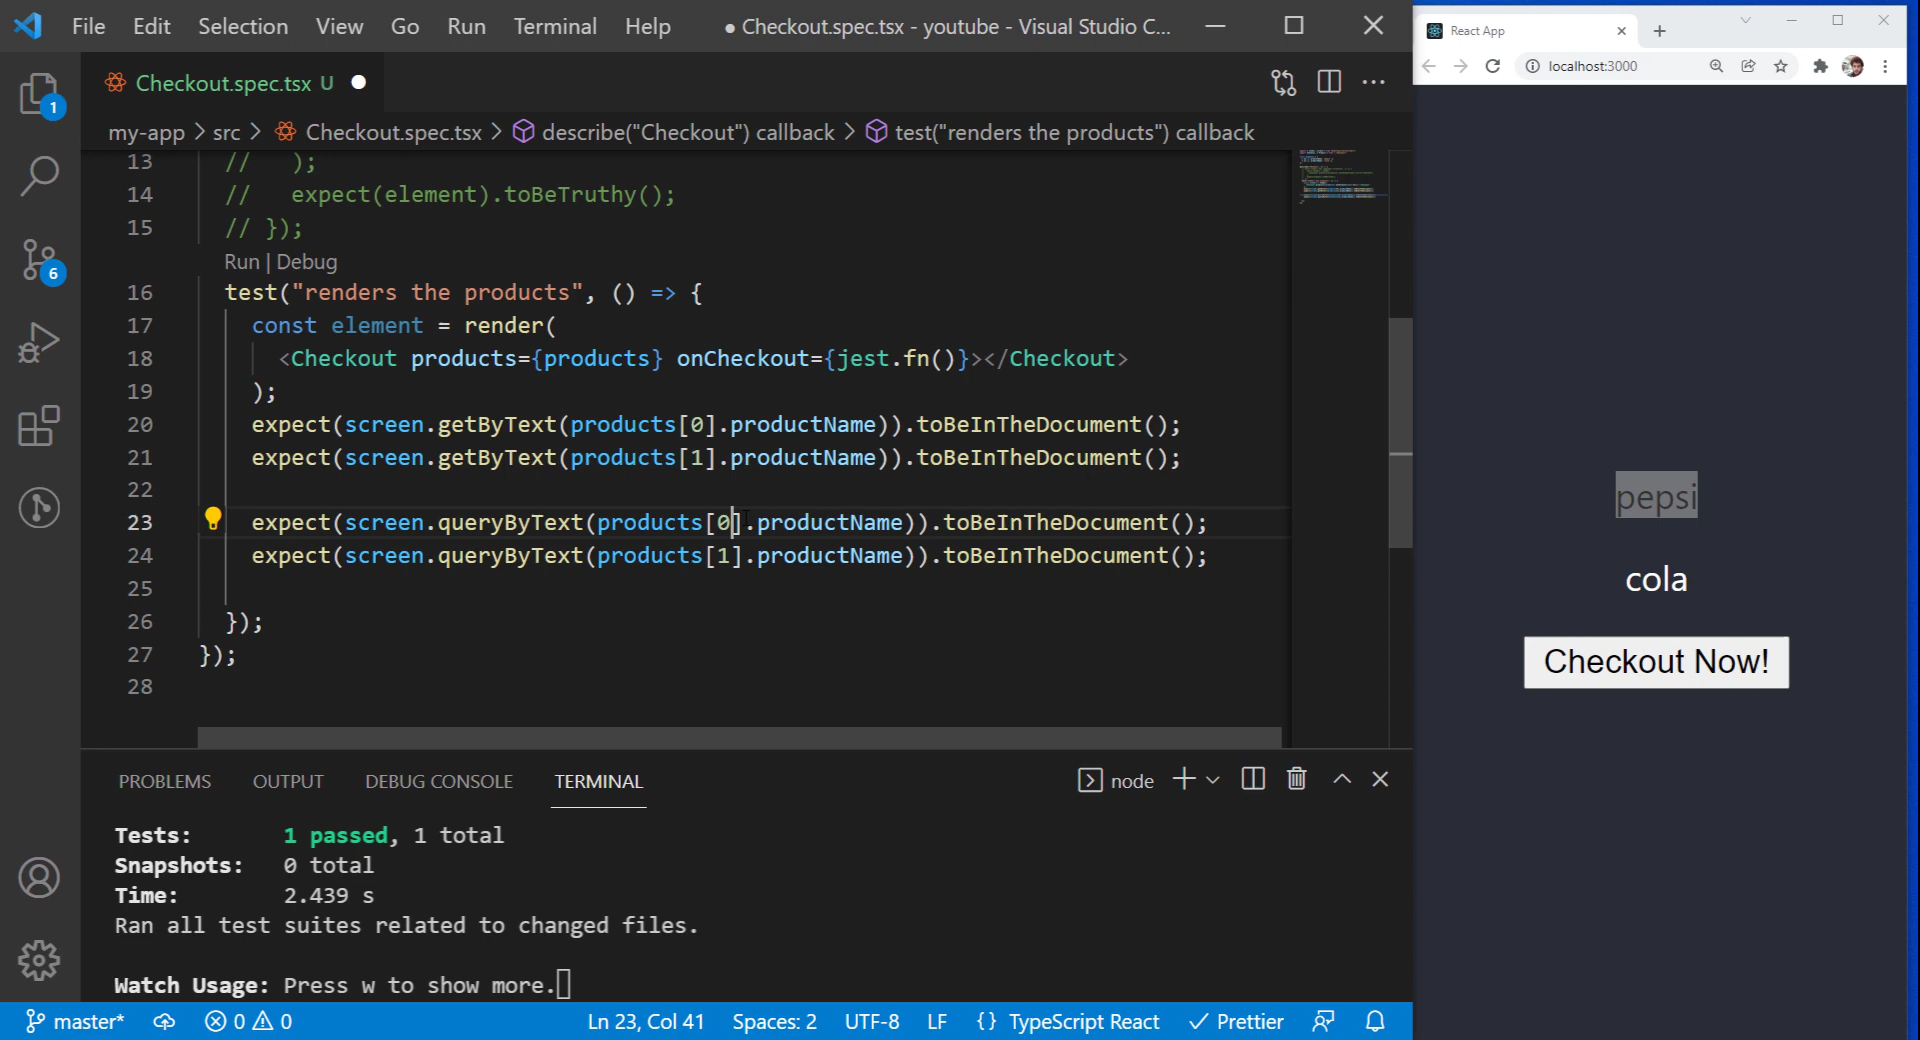 File Edit Selection View Go Run Terminal Help ● Checkout.spec.tsx - youtube - Visual Studio C...
Checkout.spec.tsx U
my-app > src > Checkout.spec.tsx > describe("Checkout") callback > test("renders the products") callback
13 // );
14 // expect(element).toBeTruthy();
15 // });
Run | Debug
16 test("renders the products", () => {
17 const element = render(
18 <Checkout products={products} onCheckout={jest.fn()}></Checkout>
19 );
20 expect(screen.getByText(products[0].productName)).toBeInTheDocument();
21 expect(screen.getByText(products[1].productName)).toBeInTheDocument();
22
23 expect(screen.queryByText(products[0].productName)).toBeInTheDocument();
24 expect(screen.queryByText(products[1].productName)).toBeInTheDocument();
25
26 });
27 });
28
1
6
PROBLEMS OUTPUT DEBUG CONSOLE TERMINAL node
Tests: 1 passed, 1 total
Snapshots: 0 total
Time: 2.439 s
Ran all test suites related to changed files.
Watch Usage: Press w to show more.
master* 0 0 Ln 23, Col 41 Spaces: 2 UTF-8 LF {} TypeScript React Prettier
React App
localhost:3000
pepsi
cola
Checkout Now!